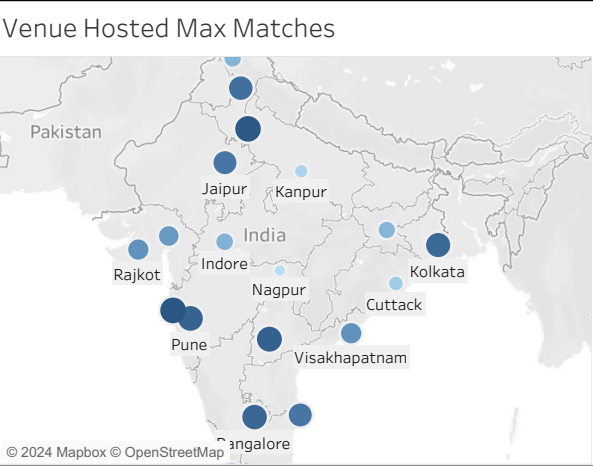 Venue Hosted Max Matches
Pakistan
Jaipur
Kanpur
India
Indore
Rajkot
Kolkata
Nagpur
Cuttack
Pune
Visakhapatnam
Bangalore
© 2024 Mapbox © OpenStreetMap